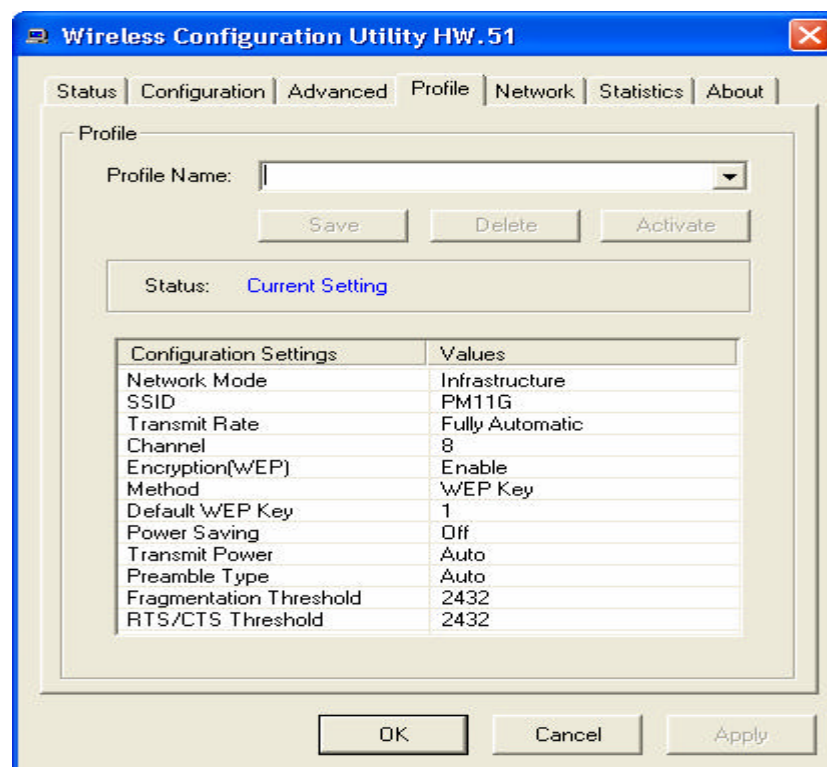 Wireless Configuration Utility HW.51
Status Configuration Advanced Profile Network Statistics About
Profile
Profile Name:
Save Delete Activate
Status: Current Setting
Configuration Settings Values
Network Mode Infrastructure
SSID PM11G
Transmit Rate Fully Automatic
Channel 8
Encryption(WEP) Enable
Method WEP Key
Default WEP Key 1
Power Saving Off
Transmit Power Auto
Preamble Type Auto
Fragmentation Threshold 2432
RTS/CTS Threshold 2432
OK Cancel Apply